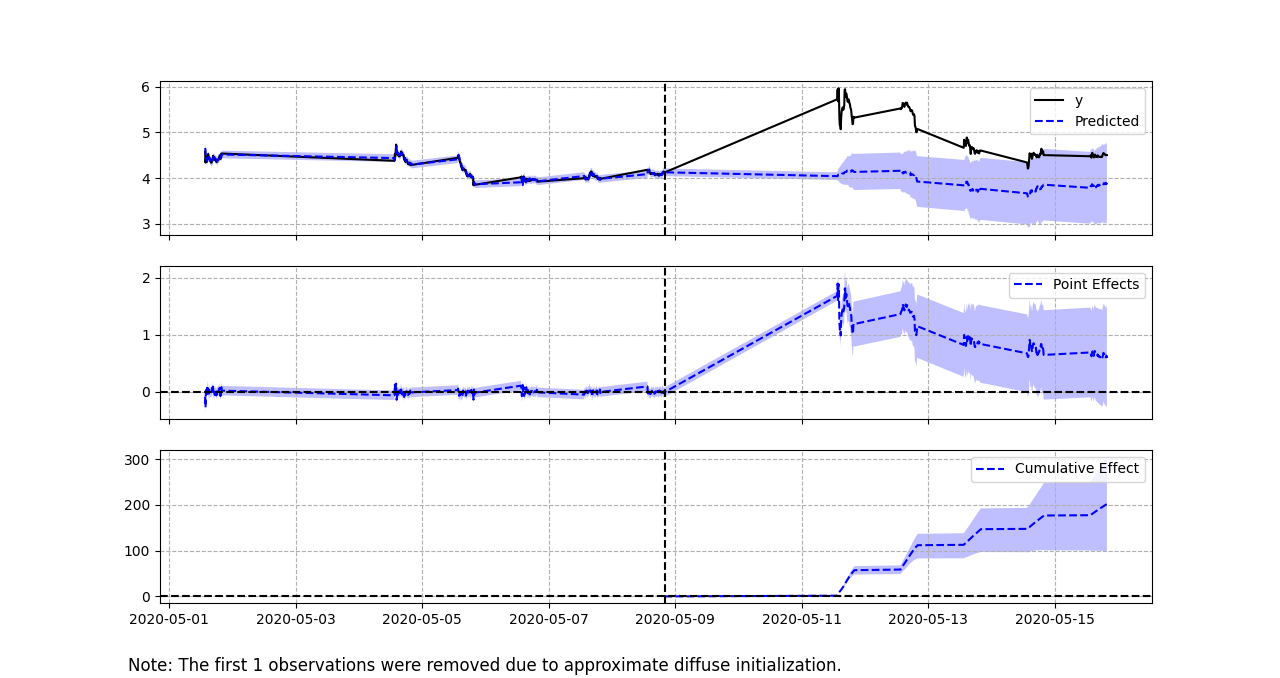 6
5
4
3
y
Predicted
2
1
0
Point Effects
300
200
100
0
Cumulative Effect
2020-05-01 2020-05-03 2020-05-05 2020-05-07 2020-05-09 2020-05-11 2020-05-13 2020-05-15
Note: The first 1 observations were removed due to approximate diffuse initialization.